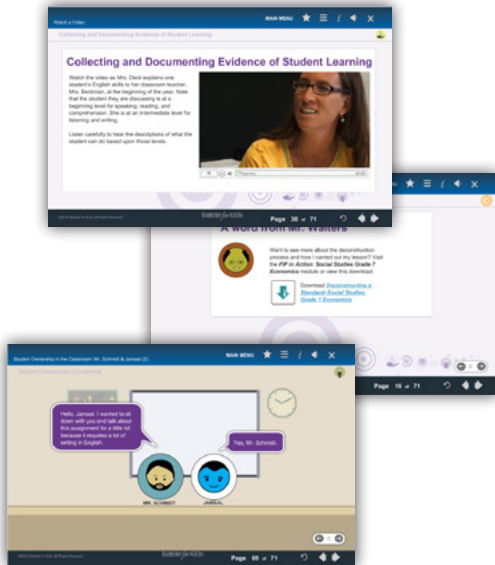 Watch a Video
MAIN MENU
Collecting and Documenting Evidence of Student Learning
Collecting and Documenting Evidence of Student Learning
Watch the video as Mrs. Deck explains one
student's English skills to her classroom teacher,
Mrs. Beckman, at the beginning of the year. Note
that the student they are discussing is at a
beginning level for speaking, reading, and
comprehension. She is at an intermediate level for
listening and writing.
Listen carefully to hear the descriptions of what the
student can do based upon those levels.
Page 30 of 71
A word from Mr. Walters
Want to see more about the deconstruction
process and how I carried out my lesson? Visit
the FIP in Action: Social Studies Grade 7
Economics module or view this download:
Download Deconstructing a
Standard- Social Studies
Grade 7 Economics
Page 16 of 71
Student Ownership in the Classroom: Mr. Schmidt & Jamaal (2)
MAIN MENU
Student Ownership of Learning
Hello, Jamaal. I wanted to sit
down with you and talk about
this assignment for a little bit
because it requires a lot of
writing in English.
Yes, Mr. Schmidt.
MR. SCHMIDT
JAMAAL
Page 60 of 71